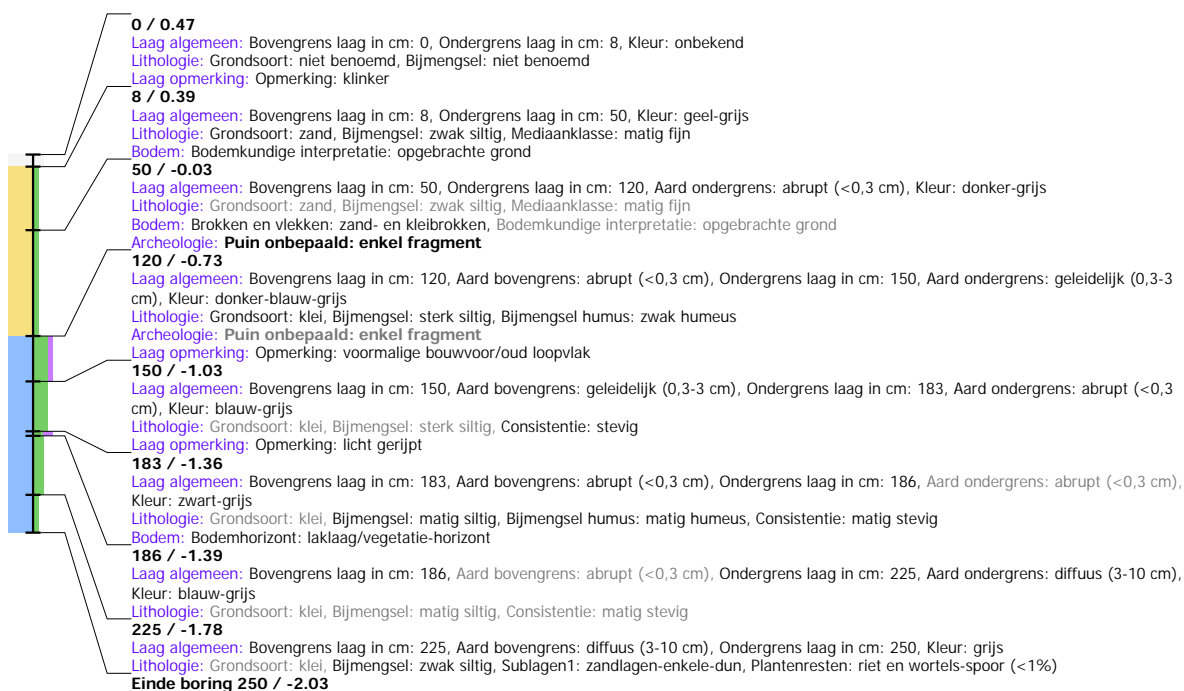 0 / 0.47
Laag algemeen: Bovengrens laag in cm: 0, Ondergrens laag in cm: 8, Kleur: onbekend
Lithologie: Grondsoort: niet benoemd, Bijmengsel: niet benoemd
Laag opmerking: Opmerking: klinker
8 / 0.39
Laag algemeen: Bovengrens laag in cm: 8, Ondergrens laag in cm: 50, Kleur: geel-grijs
Lithologie: Grondsoort: zand, Bijmengsel: zwak siltig, Mediaanklasse: matig fijn
Bodem: Bodemkundige interpretatie: opgebrachte grond
50 / -0.03
Laag algemeen: Bovengrens laag in cm: 50, Ondergrens laag in cm: 120, Aard ondergrens: abrupt (<0,3 cm), Kleur: donker-grijs
Lithologie: Grondsoort: zand, Bijmengsel: zwak siltig, Mediaanklasse: matig fijn
Bodem: Brokken en vlekken: zand- en kleibrokken, Bodemkundige interpretatie: opgebrachte grond
Archeologie: Puin onbepaald: enkel fragment
120 / -0.73
Laag algemeen: Bovengrens laag in cm: 120, Aard bovengrens: abrupt (<0,3 cm), Ondergrens laag in cm: 150, Aard ondergrens: geleidelijk (0,3-3
cm), Kleur: donker-blauw-grijs
Lithologie: Grondsoort: klei, Bijmengsel: sterk siltig, Bijmengsel humus: zwak humeus
Archeologie: Puin onbepaald: enkel fragment
Laag opmerking: Opmerking: voormalige bouwvoor/oud loopvlak
150 / -1.03
Laag algemeen: Bovengrens laag in cm: 150, Aard bovengrens: geleidelijk (0,3-3 cm), Ondergrens laag in cm: 183, Aard ondergrens: abrupt (<0,3
cm), Kleur: blauw-grijs
Lithologie: Grondsoort: klei, Bijmengsel: sterk siltig, Consistentie: stevig
Laag opmerking: Opmerking: licht gerijpt
183 / -1.36
Laag algemeen: Bovengrens laag in cm: 183, Aard bovengrens: abrupt (<0,3 cm), Ondergrens laag in cm: 186, Aard ondergrens: abrupt (<0,3 cm),
Kleur: zwart-grijs
Lithologie: Grondsoort: klei, Bijmengsel: matig siltig, Bijmengsel humus: matig humeus, Consistentie: matig stevig
Bodem: Bodemhorizont: laklaag/vegetatie-horizont
186 / -1.39
Laag algemeen: Bovengrens laag in cm: 186, Aard bovengrens: abrupt (<0,3 cm), Ondergrens laag in cm: 225, Aard ondergrens: diffuus (3-10 cm),
Kleur: blauw-grijs
Lithologie: Grondsoort: klei, Bijmengsel: matig siltig, Consistentie: matig stevig
225 / -1.78
Laag algemeen: Bovengrens laag in cm: 225, Aard bovengrens: diffuus (3-10 cm), Ondergrens laag in cm: 250, Kleur: grijs
Lithologie: Grondsoort: klei, Bijmengsel: zwak siltig, Sublagen1: zandlagen-enkele-dun, Plantenresten: riet en wortels-spoor (<1%)
Einde boring 250 / -2.03